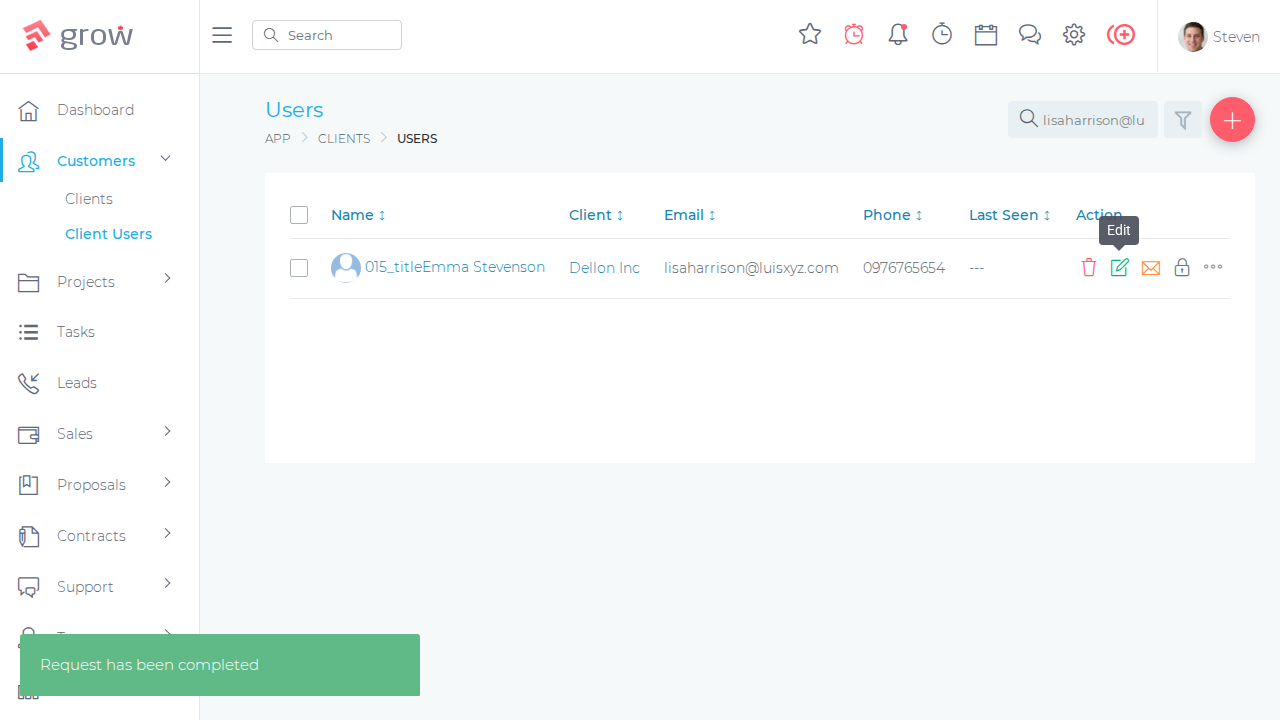 grow
Search
Steven
Dashboard
Customers
Clients
Client Users
Projects
Tasks
Leads
Sales
Proposals
Contracts
Support
Users
APP
CLIENTS
USERS
lisaharrison@lu
Name
Client
Email
Phone
Last Seen
Action
Edit
015_titleEmma Stevenson
Dellon Inc
lisaharrison@luisxyz.com
0976765654
---
Request has been completed